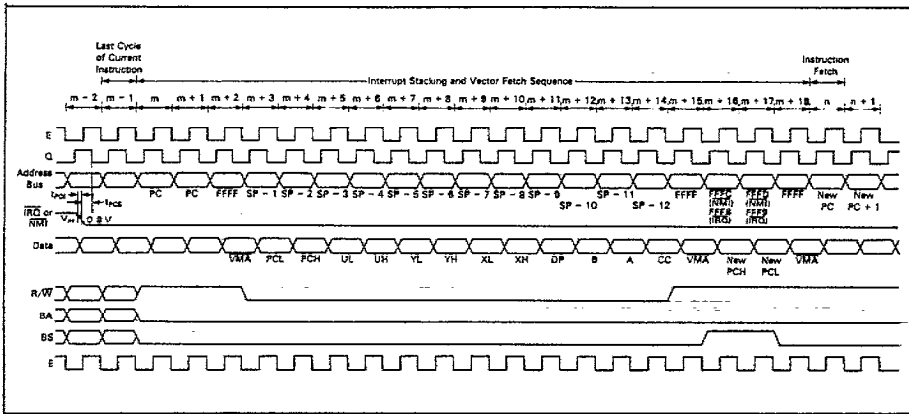 Last Cycle
of Current
Instruction
Interrupt Stacking and Vector Fetch Sequence
Instruction
Fetch
m - 2 m - 1 m m + 1 m + 2 m + 3 m + 4 m + 5 m + 6 m + 7 m + 8 m + 9 m + 10 m + 11 m + 12 m + 13 m + 14 m + 15 m + 16 m + 17 m + 18 n n + 1
E
Q
Address
Bus
PC PC FFFF SP - 1 SP - 2 SP - 3 SP - 4 SP - 5 SP - 6 SP - 7 SP - 8 SP - 9 SP - 10 SP - 11 SP - 12 FFFF FFFC (NMI) FFF8 (IRQ) FFFD (NMI) FFF9 (IRQ) FFFF New PC New PC + 1
tPCS
IRQ or
NMI
0.8 V
tPCS
Data
VMA PCL PCH UL UH YL YH XL XH DP B A CC VMA New PCH New PCL VMA
R/W
BA
BS
E